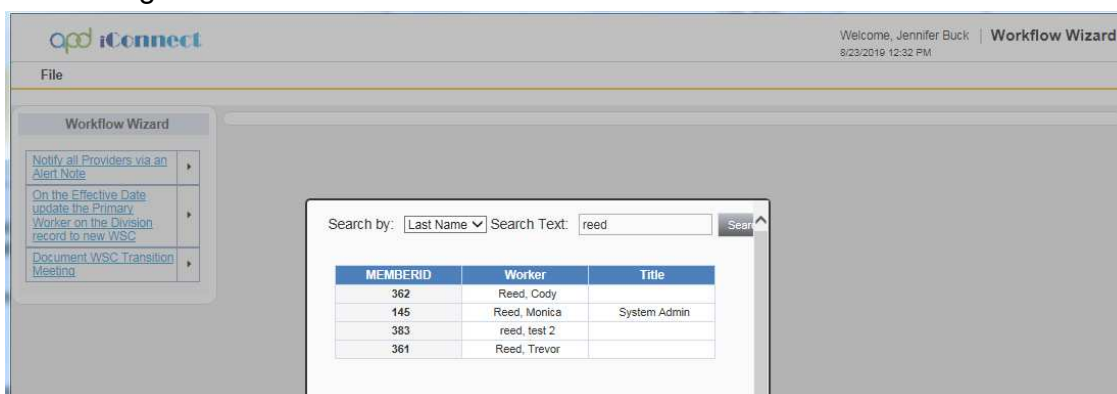 apd iConnect
Welcome, Jennifer Buck | Workflow Wizard
8/23/2019 12:32 PM
File
Workflow Wizard
Notify all Providers via an
Alert Note
On the Effective Date
update the Primary
Worker on the Division
record to new WSC
Document WSC Transition
Meeting
Search by: Last Name Search Text: reed Sear
MEMBERID Worker Title
362 Reed, Cody
145 Reed, Monica System Admin
383 reed, test 2
361 Reed, Trevor